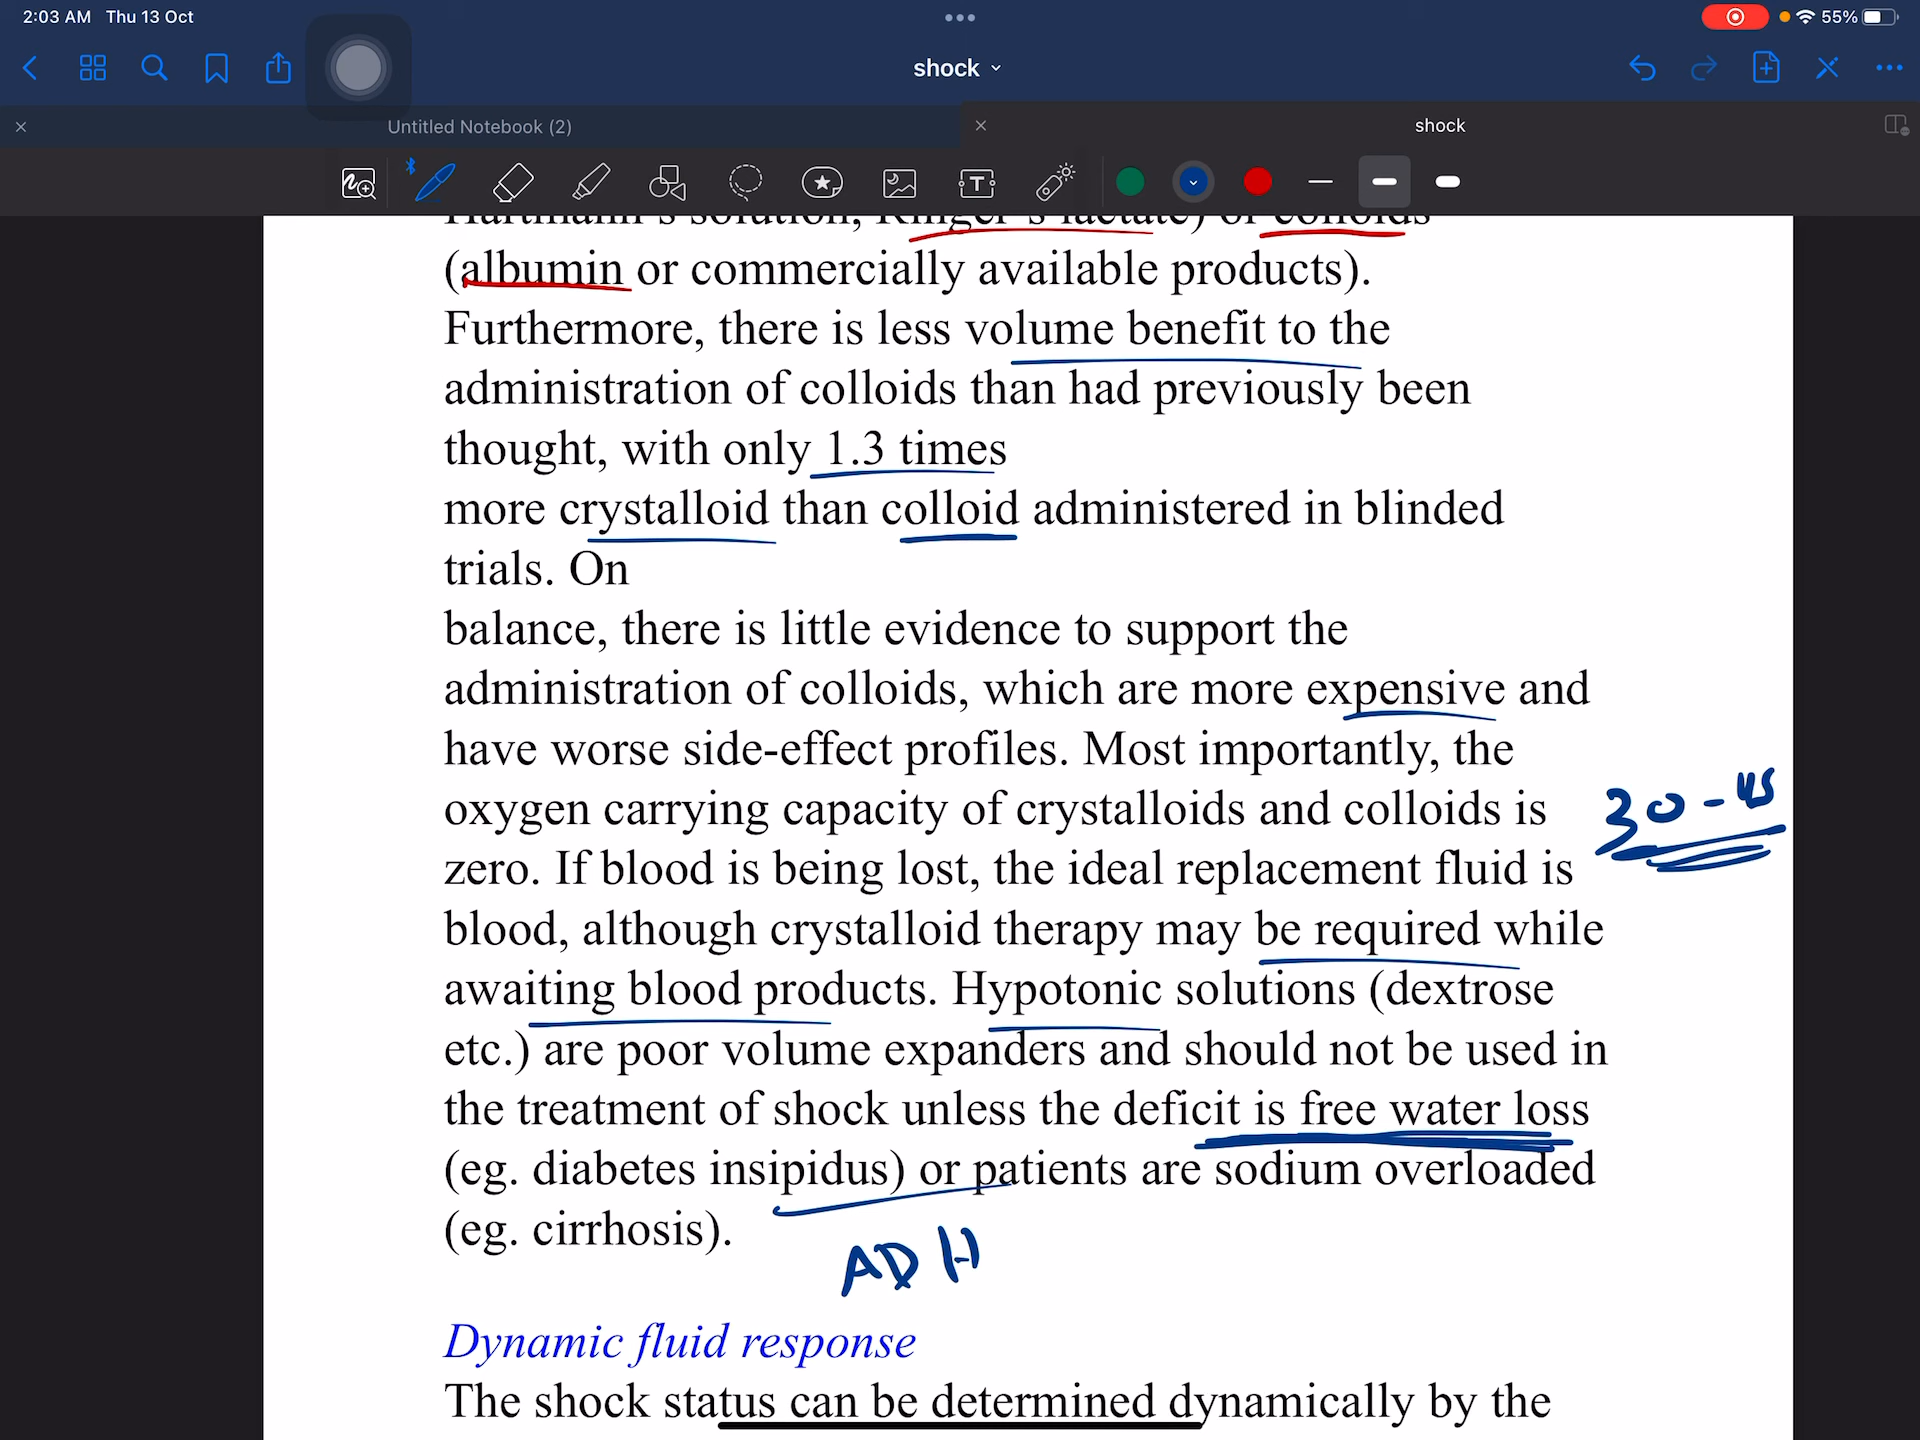 2:03 AM Thu 13 Oct
55%
shock
Untitled Notebook (2)
shock
T
Hartmann's solution, Ringer's lactate) or colloids
(albumin or commercially available products).
Furthermore, there is less volume benefit to the
administration of colloids than had previously been
thought, with only 1.3 times
more crystalloid than colloid administered in blinded
trials. On
balance, there is little evidence to support the
administration of colloids, which are more expensive and
have worse side-effect profiles. Most importantly, the
oxygen carrying capacity of crystalloids and colloids is
30-45
zero. If blood is being lost, the ideal replacement fluid is
blood, although crystalloid therapy may be required while
awaiting blood products. Hypotonic solutions (dextrose
etc.) are poor volume expanders and should not be used in
the treatment of shock unless the deficit is free water loss
(eg. diabetes insipidus) or patients are sodium overloaded
(eg. cirrhosis).
ADH
Dynamic fluid response
The shock status can be determined dynamically by the